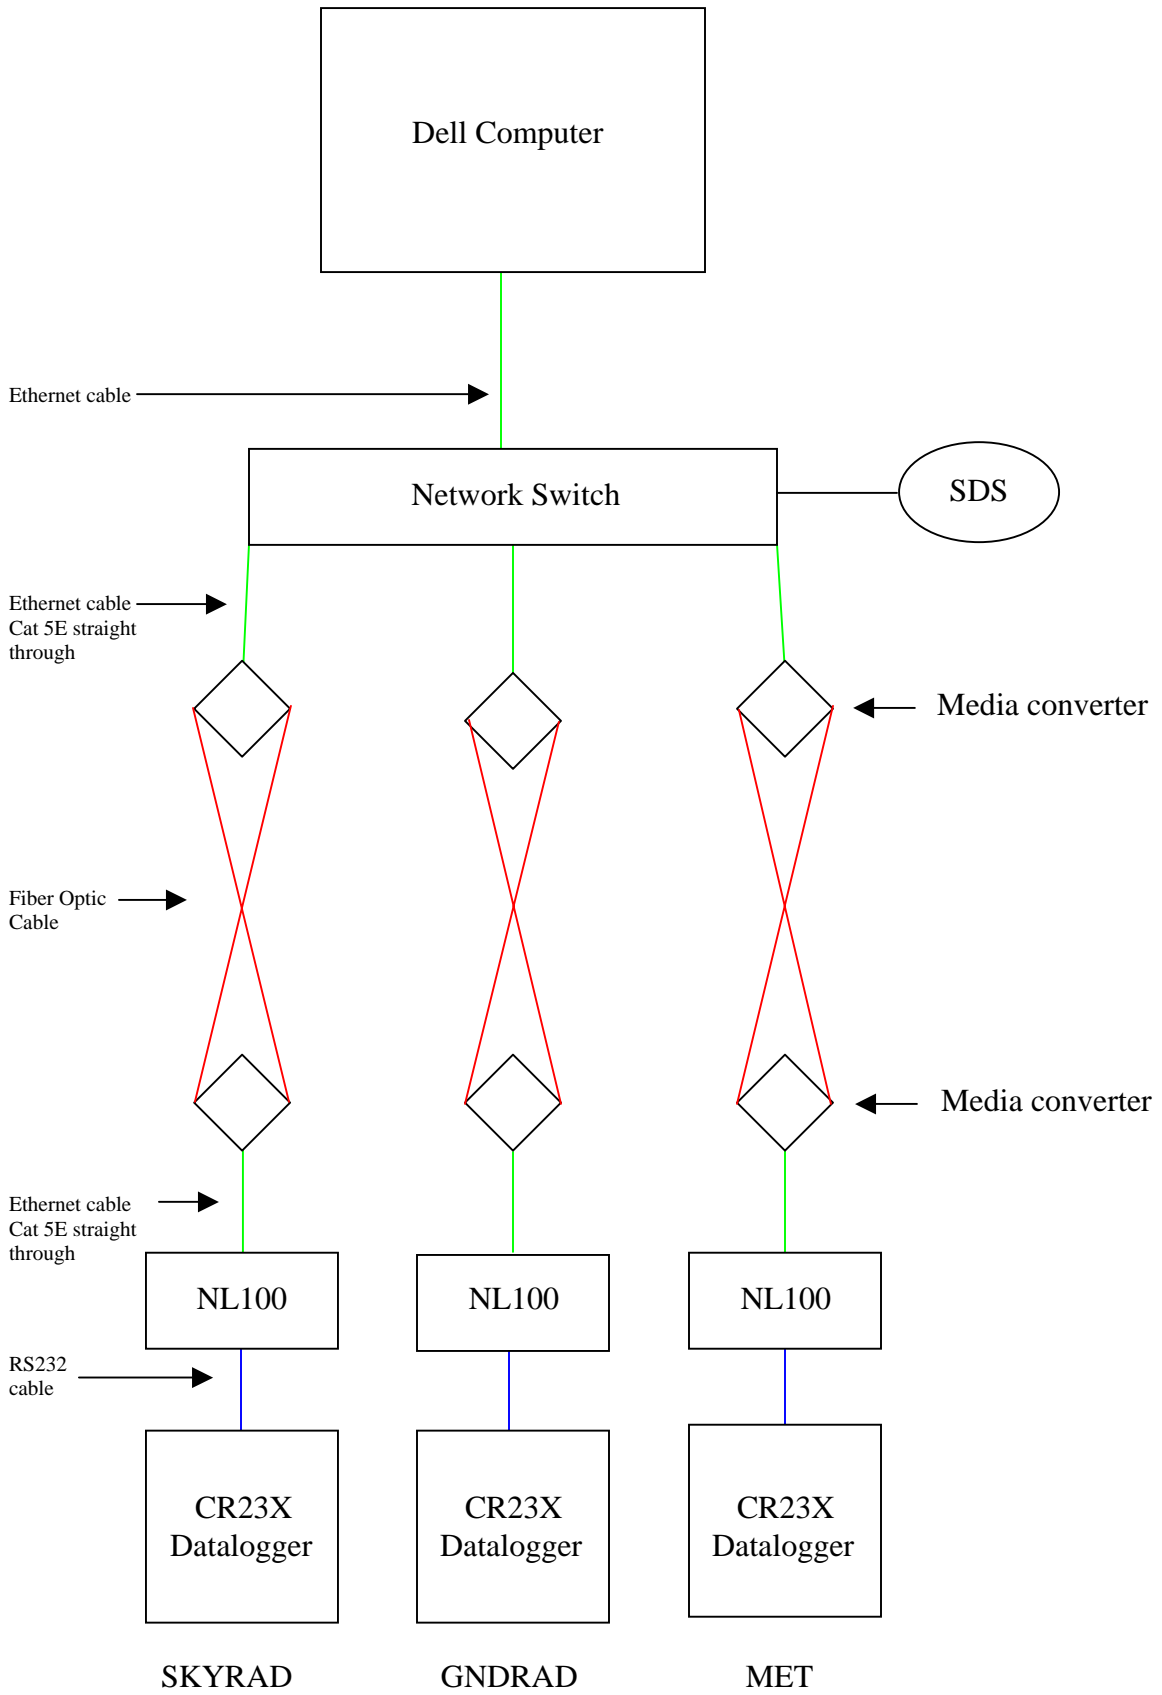 Dell Computer
Ethernet cable
Network Switch
SDS
Ethernet cable
Cat 5E straight
through
Media converter
Fiber Optic
Cable
Media converter
Ethernet cable
Cat 5E straight
through
NL100
NL100
NL100
RS232
cable
CR23X
Datalogger
CR23X
Datalogger
CR23X
Datalogger
SKYRAD
GNDRAD
MET